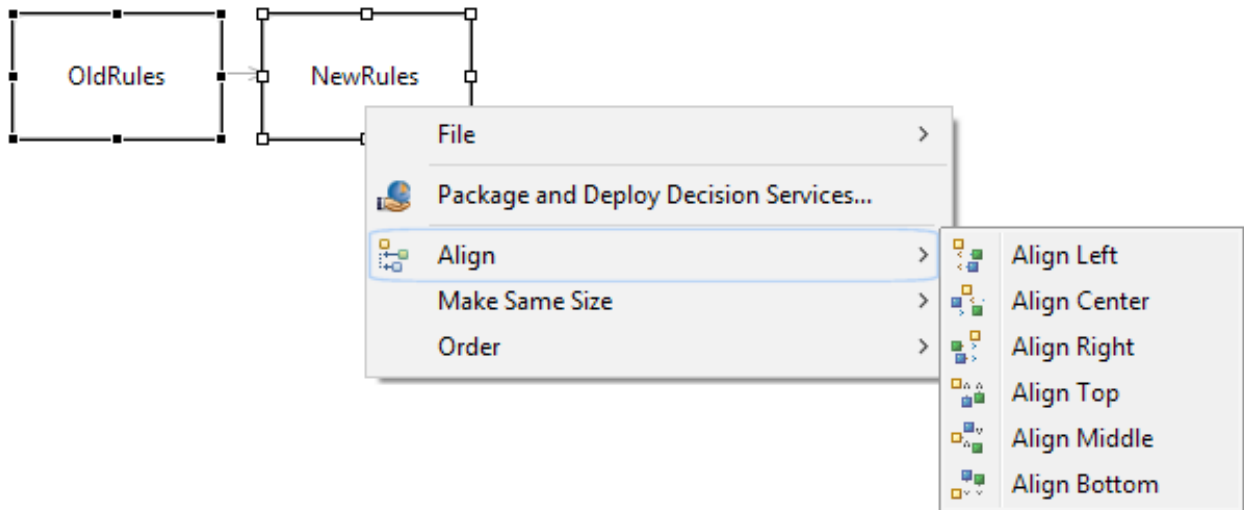 OldRules
NewRules
File
Package and Deploy Decision Services...
Align
Make Same Size
Order
Align Left
Align Center
Align Right
Align Top
Align Middle
Align Bottom